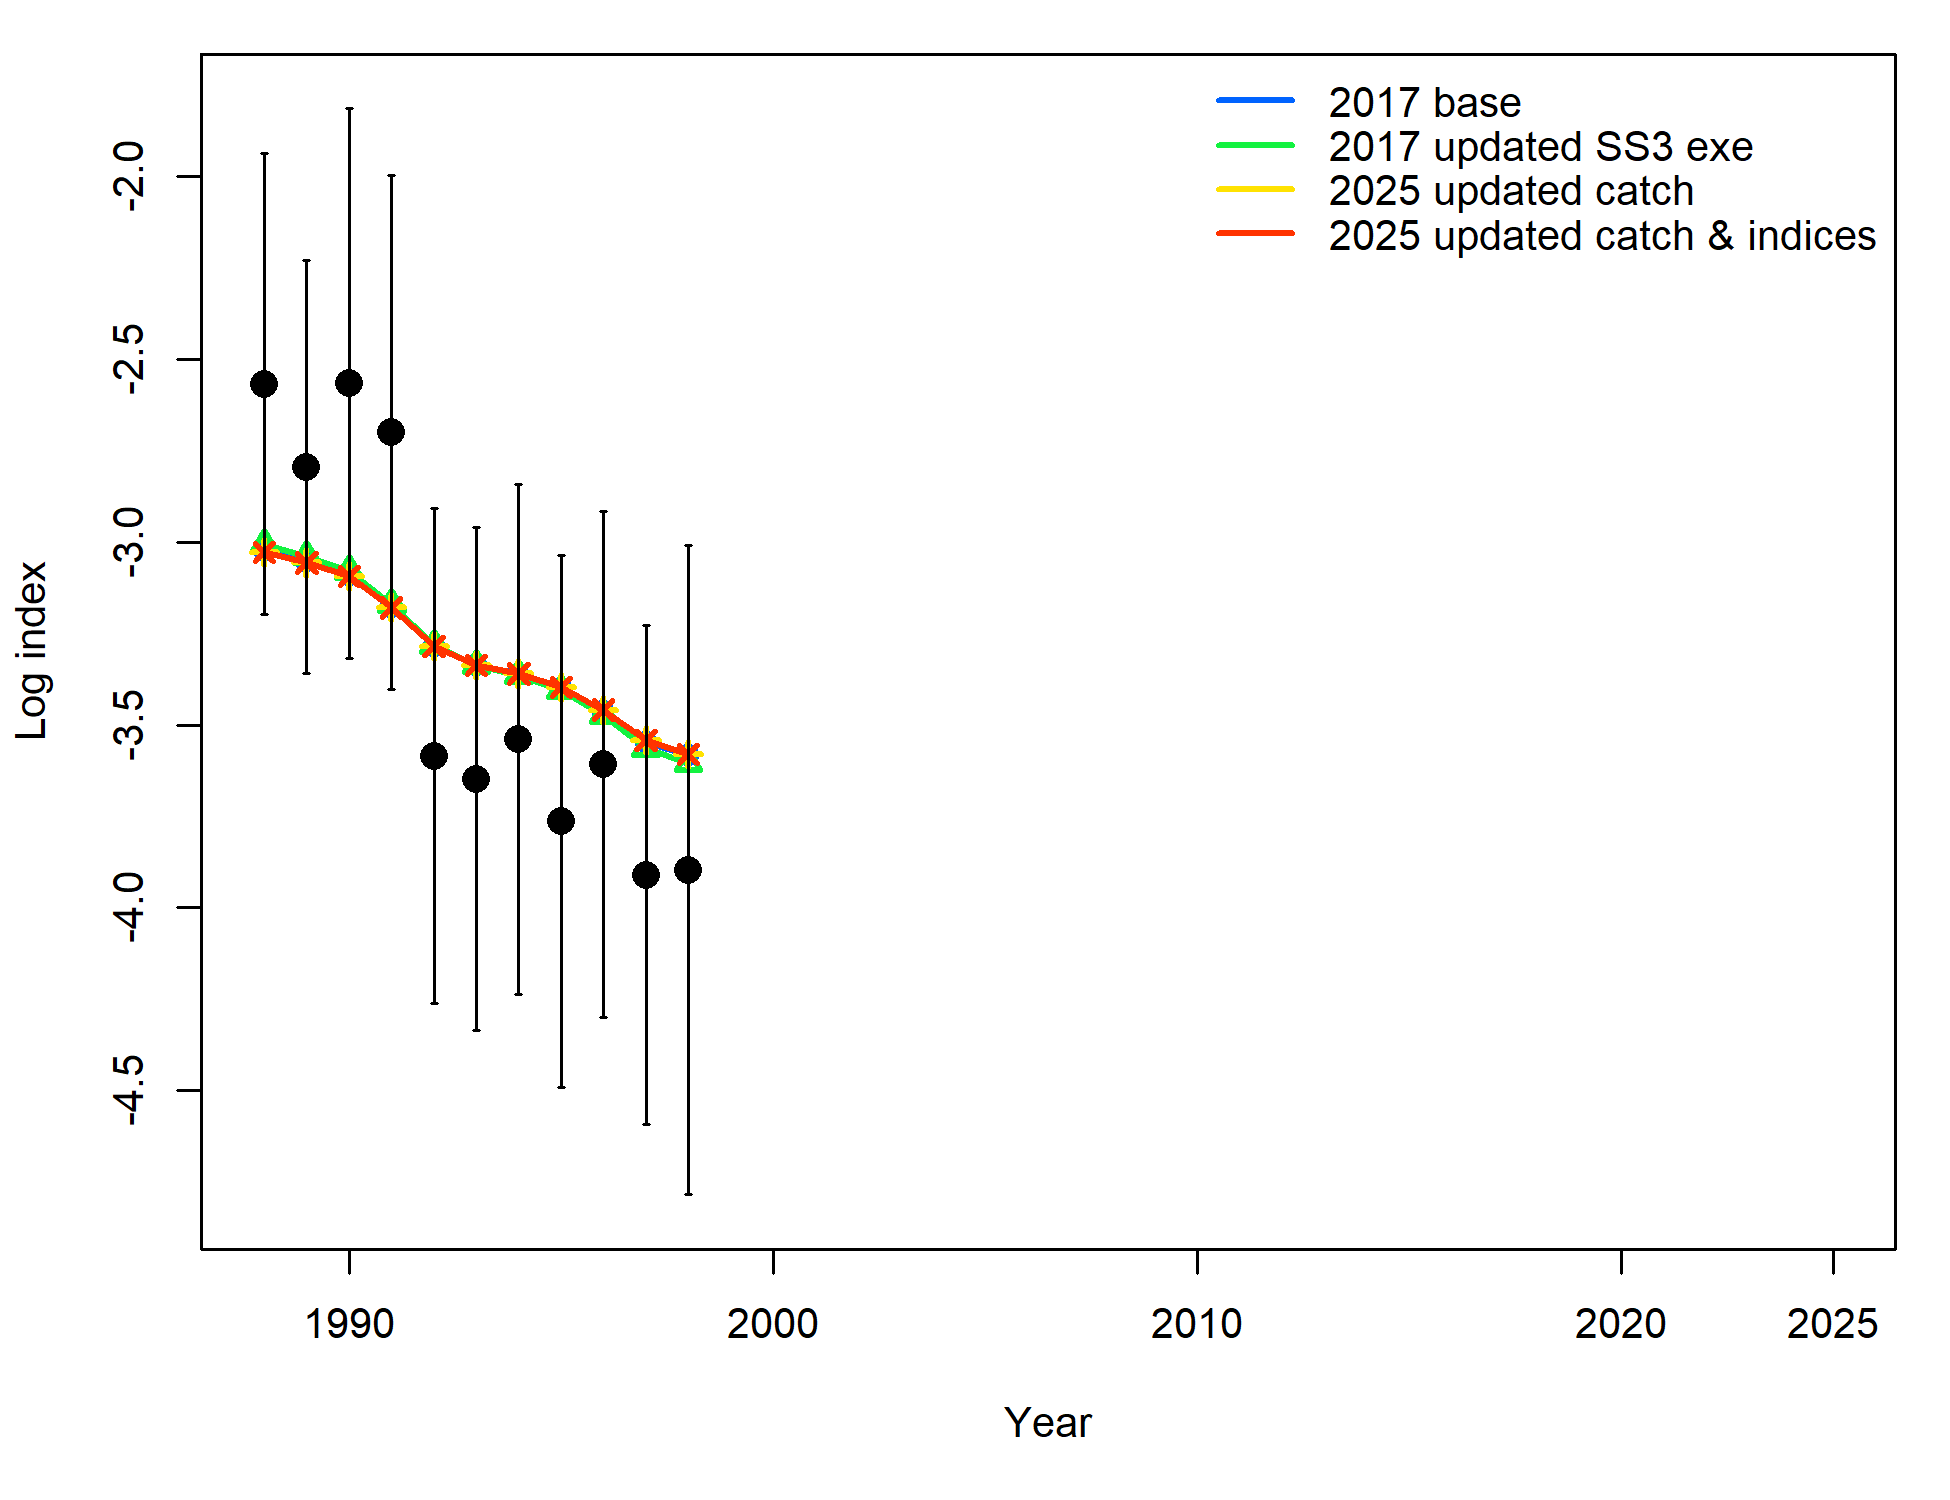 2017 base
2017 updated SS3 exe
2025 updated catch
2025 updated catch & indices
Log index
-2.0
-2.5
-3.0
-3.5
-4.0
-4.5
1990
2000
2010
2020
2025
Year